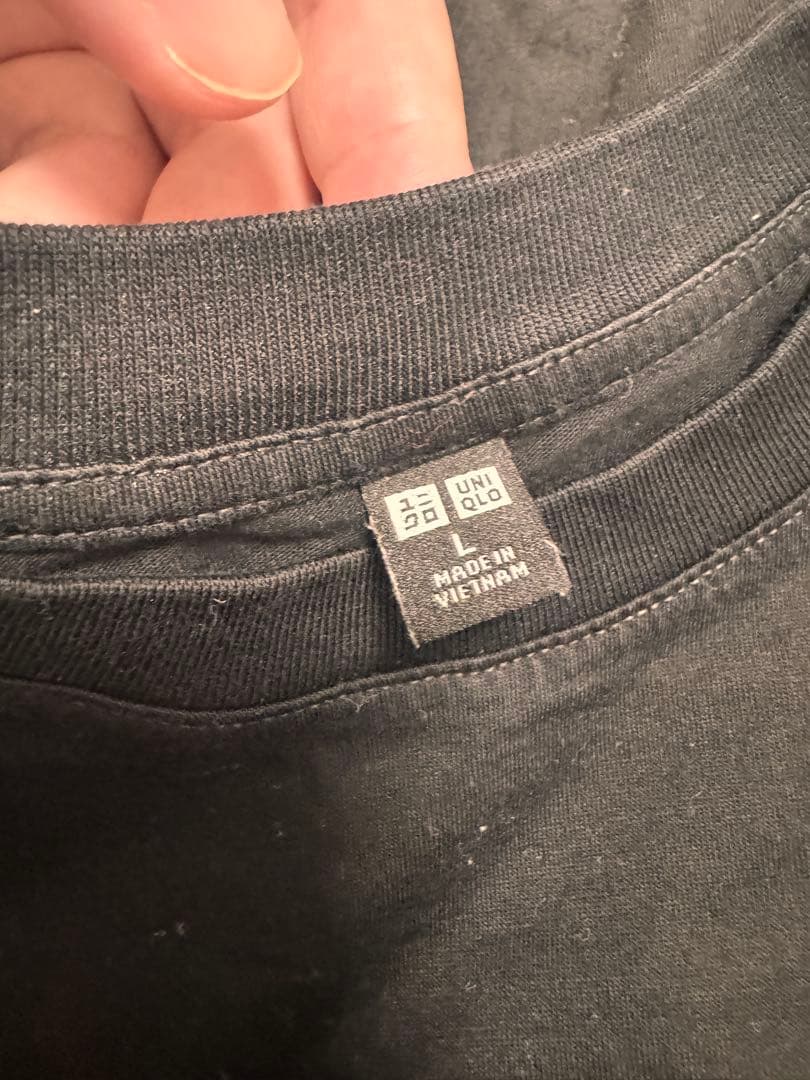 ユニ UNI
クロ QLO
L
MADE IN
VIETNAM